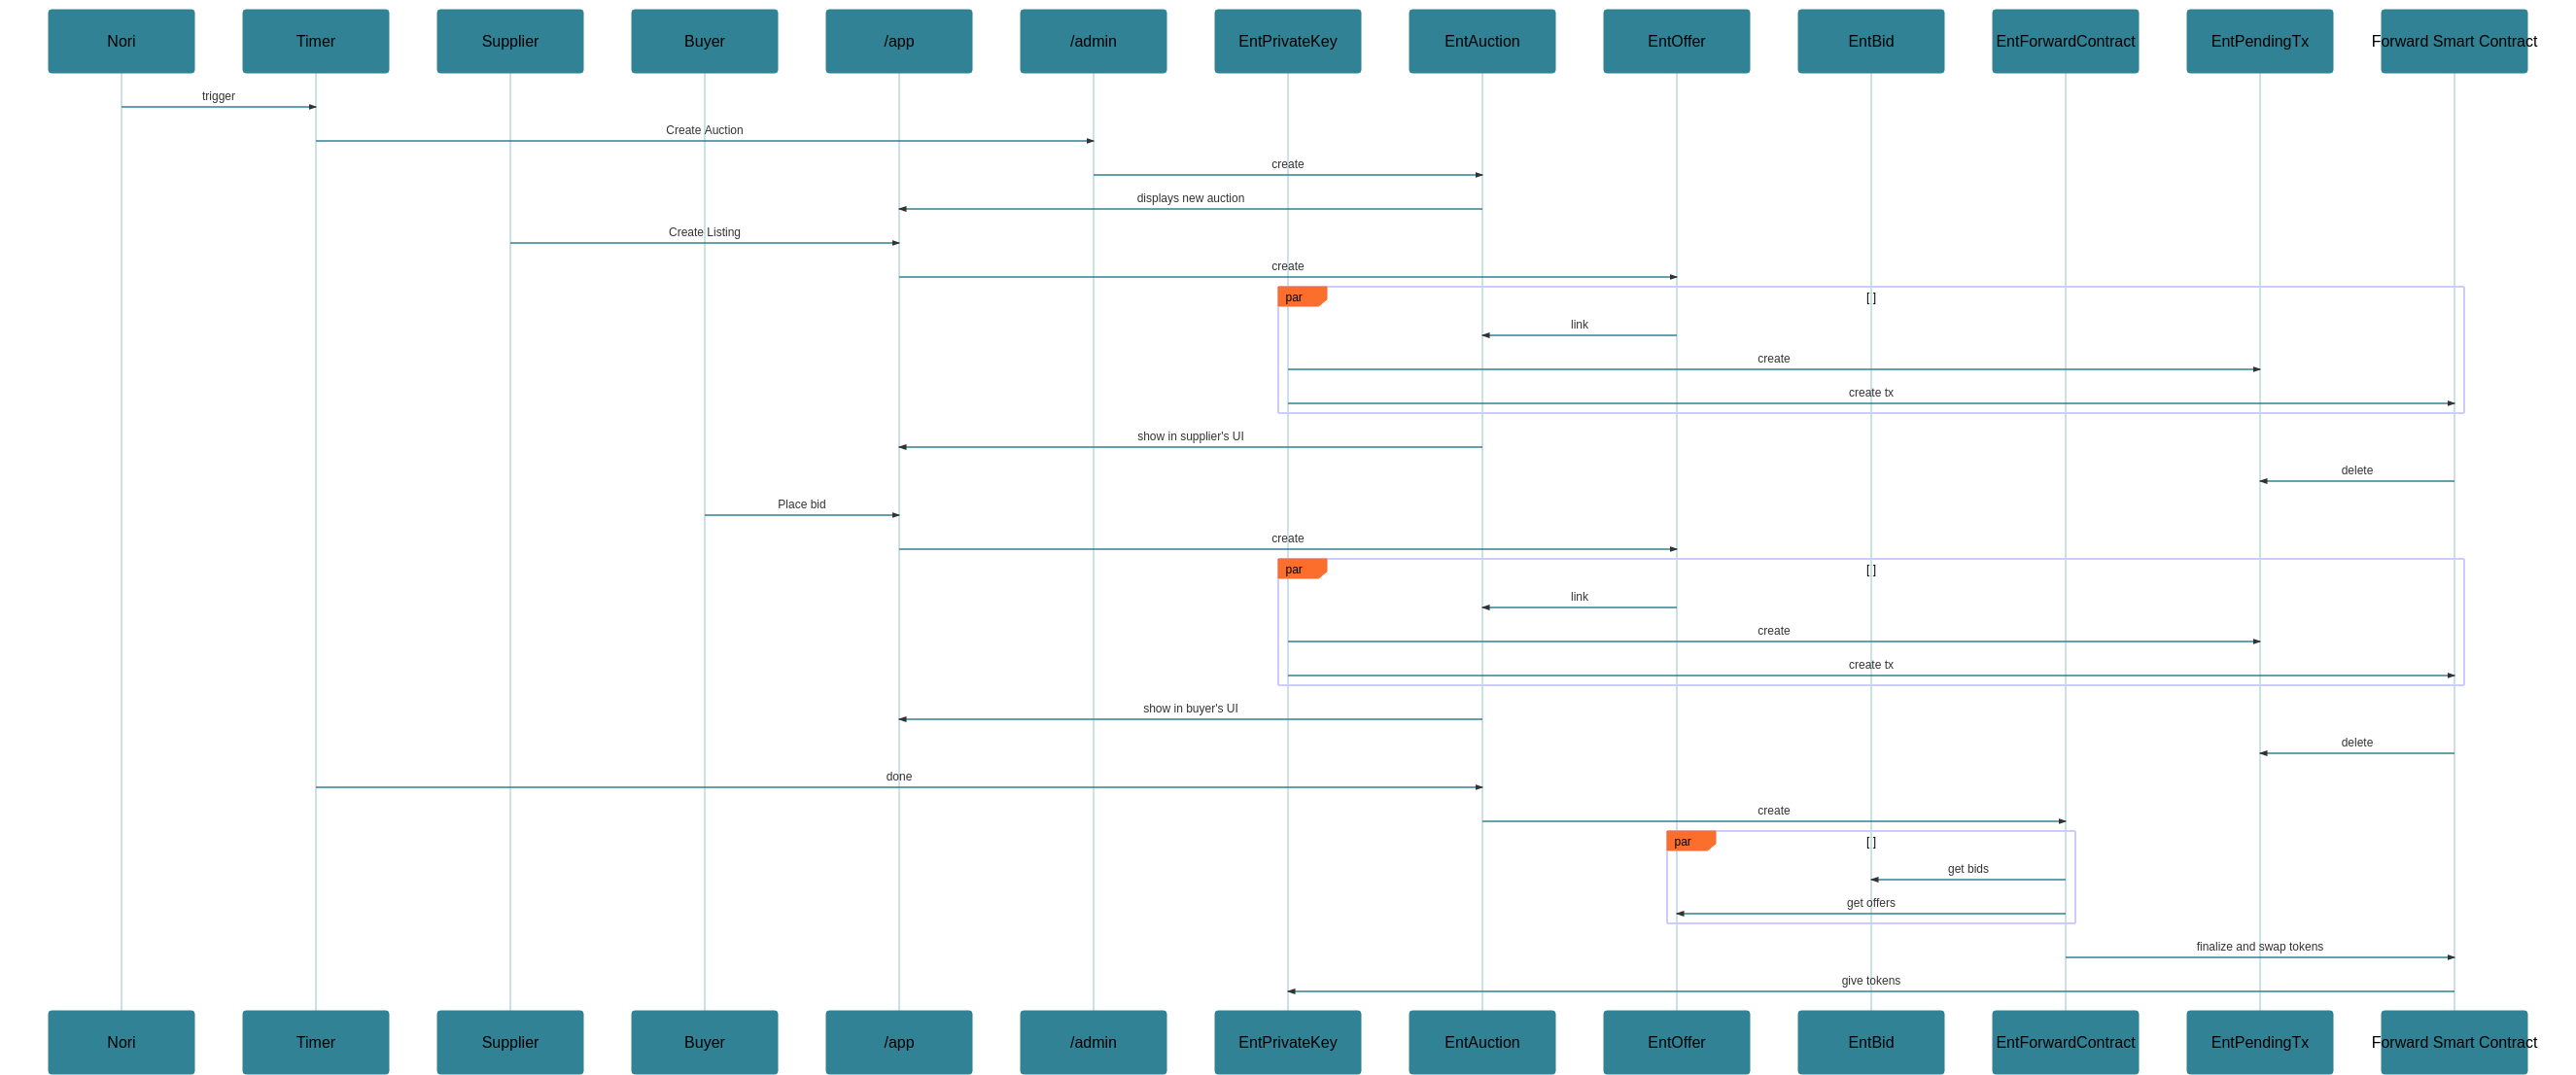 Nori
Timer
Supplier
Buyer
/app
/admin
EntPrivateKey
EntAuction
EntOffer
EntBid
EntForwardContract
EntPendingTx
Forward Smart Contract
trigger
Create Auction
create
displays new auction
Create Listing
create
par
[ ]
link
create
create tx
show in supplier's UI
delete
Place bid
create
par
[ ]
link
create
create tx
show in buyer's UI
delete
done
create
par
[ ]
get bids
get offers
finalize and swap tokens
give tokens
Nori
Timer
Supplier
Buyer
/app
/admin
EntPrivateKey
EntAuction
EntOffer
EntBid
EntForwardContract
EntPendingTx
Forward Smart Contract